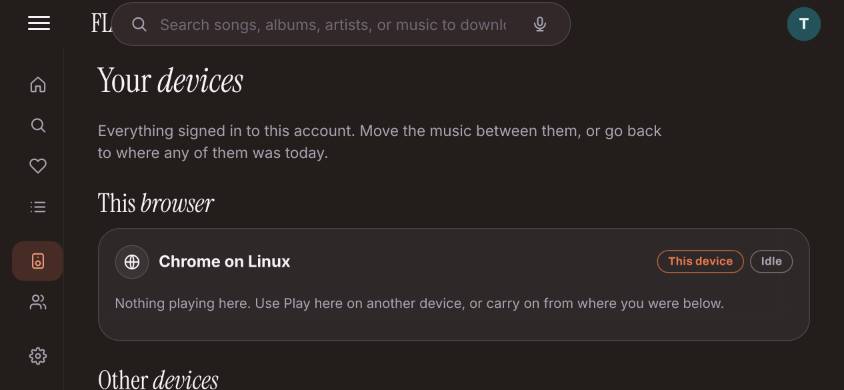 FL
Search songs, albums, artists, or music to downl
T
Your devices
Everything signed in to this account. Move the music between them, or go back
to where any of them was today.
This browser
Chrome on Linux
This device
Idle
Nothing playing here. Use Play here on another device, or carry on from where you were below.
Other devices